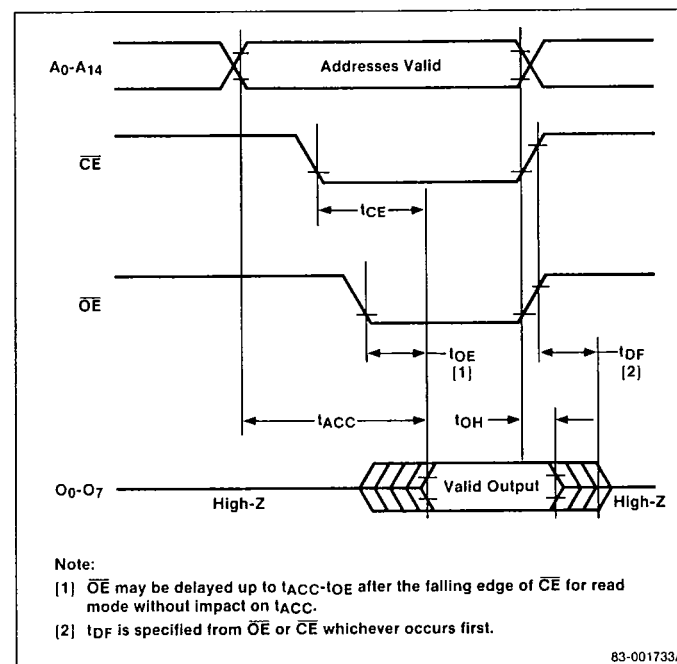 A0-A14
Addresses Valid
CE
tCE
OE
tOE
[1]
tDF
[2]
tACC
tOH
O0-O7
High-Z
Valid Output
High-Z
Note:
[1] OE may be delayed up to tACC-tOE after the falling edge of CE for read
mode without impact on tACC.
[2] tDF is specified from OE or CE whichever occurs first.
83-001733A